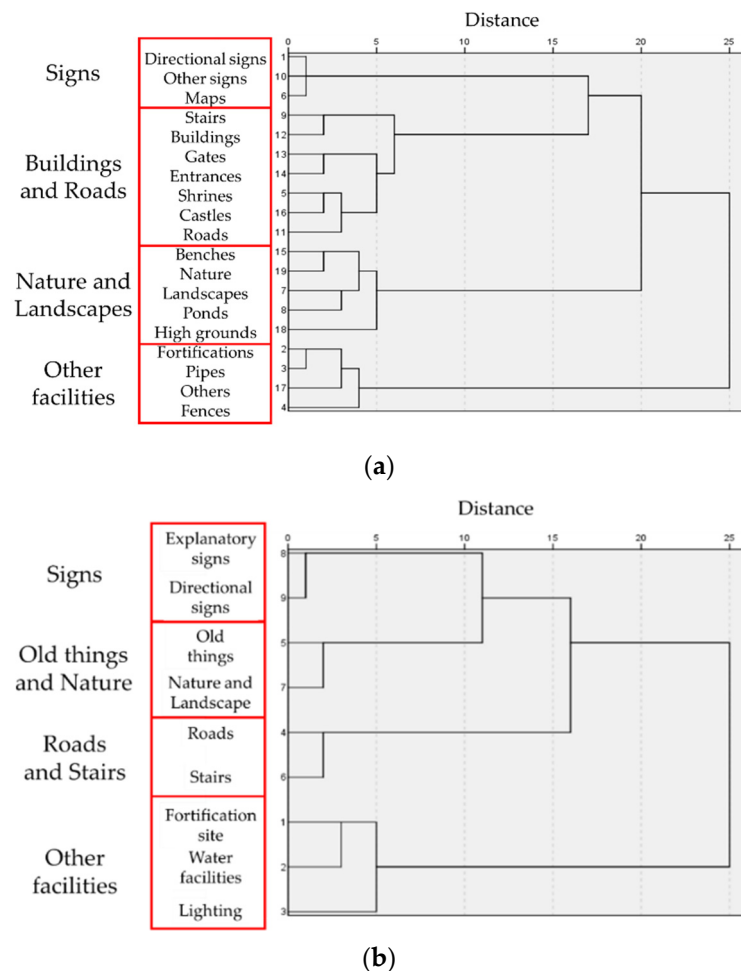 Distance
0 5 10 15 20 25
Signs
Directional signs
Other signs
Maps
1
10
6
Buildings
and Roads
Stairs
Buildings
Gates
Entrances
Shrines
Castles
Roads
9
12
13
14
5
16
11
Nature and
Landscapes
Benches
Nature
Landscapes
Ponds
High grounds
15
19
7
8
18
Other
facilities
Fortifications
Pipes
Others
Fences
2
3
17
4
(a)
Distance
0 5 10 15 20 25
Signs
Explanatory
signs
Directional
signs
8
9
Old things
and Nature
Old
things
Nature and
Landscape
5
7
Roads
and Stairs
Roads
Stairs
4
6
Other
facilities
Fortification
site
Water
facilities
Lighting
1
2
3
(b)